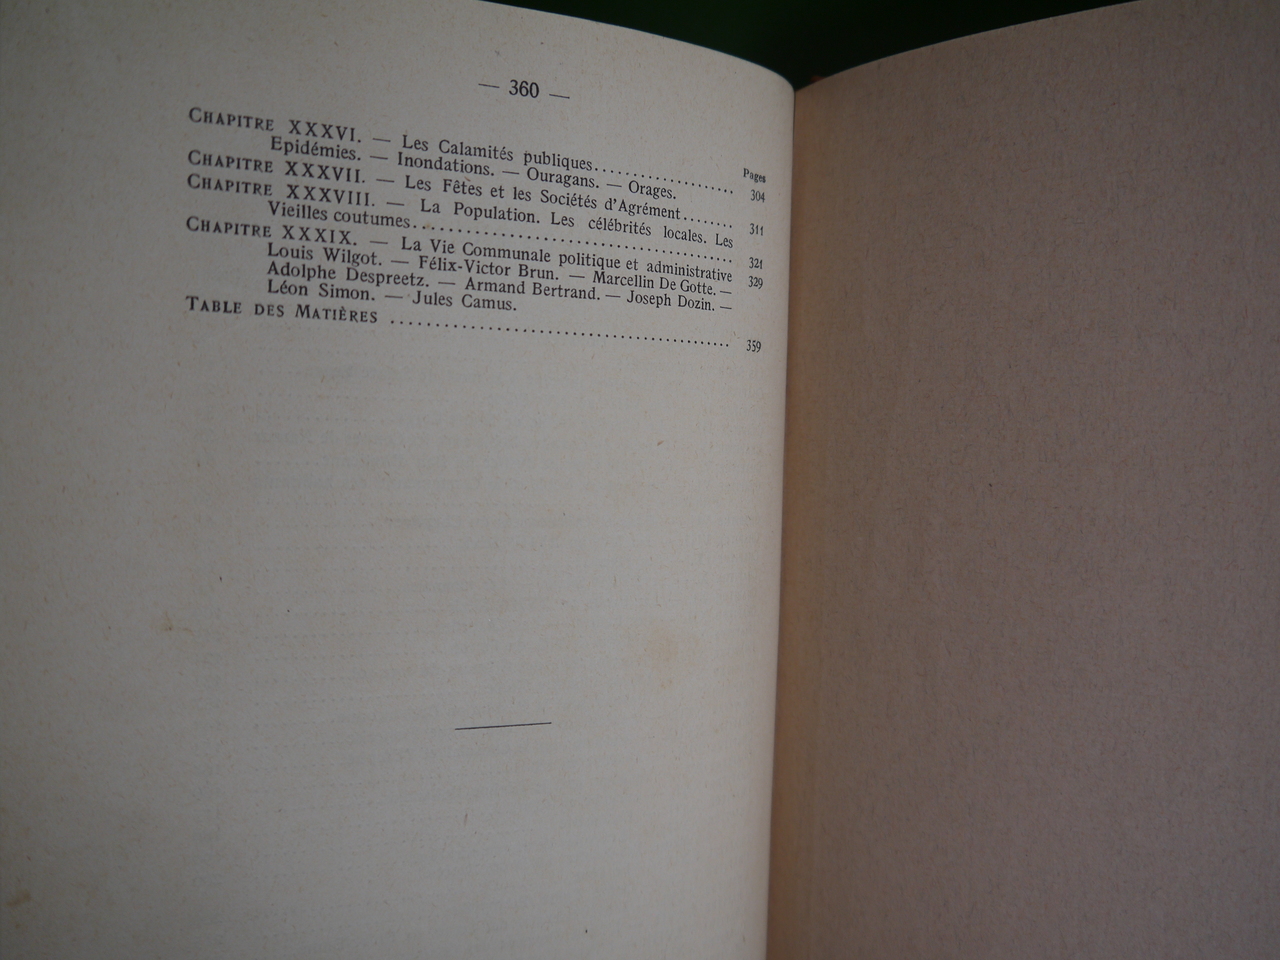 — 360 —
Pages
CHAPITRE XXXVI. — Les Calamités publiques.................... 304
Epidémies. — Inondations. — Ouragans. — Orages.
CHAPITRE XXXVII. — Les Fêtes et les Sociétés d'Agrément........ 311
CHAPITRE XXXVIII. — La Population. Les célébrités locales. Les
Vieilles coutumes.................................... 321
CHAPITRE XXXIX. — La Vie Communale politique et administrative 329
Louis Wilgot. — Félix-Victor Brun. — Marcellin De Gotte. —
Adolphe Despreetz. — Armand Bertrand. — Joseph Dozin. —
Léon Simon. — Jules Camus.
TABLE DES MATIÈRES ....................................... 359